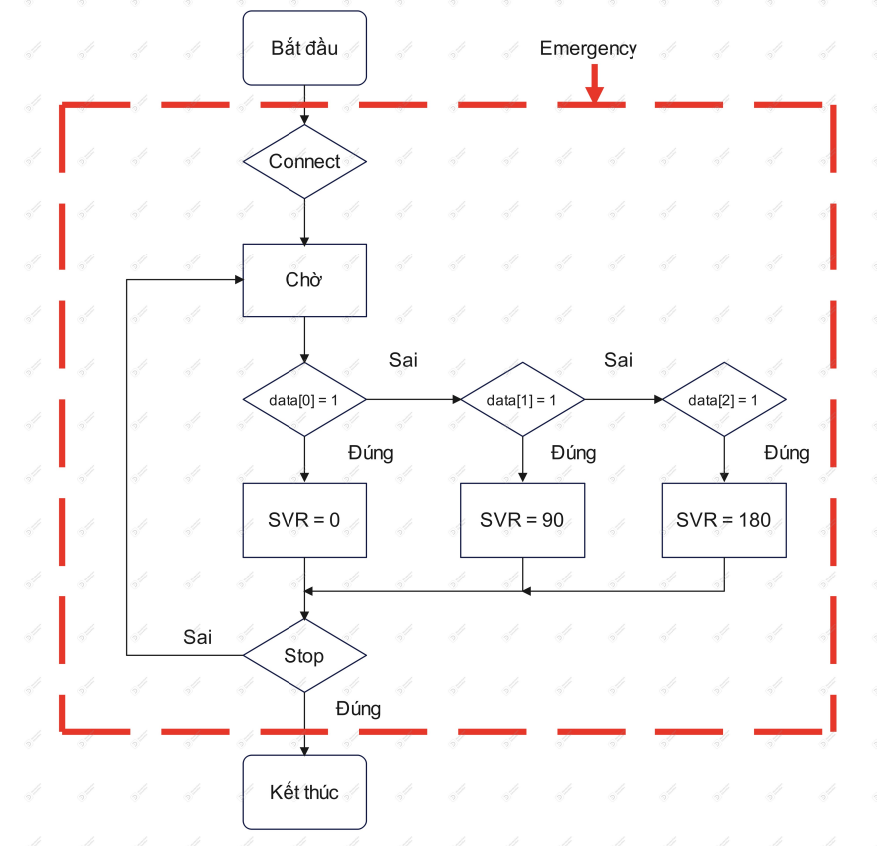 Bắt đầu
Emergency
Connect
Chờ
Sai
Sai
data[0] = 1
data[1] = 1
data[2] = 1
Đúng
Đúng
Đúng
SVR = 0
SVR = 90
SVR = 180
Sai
Stop
Đúng
Kết thúc